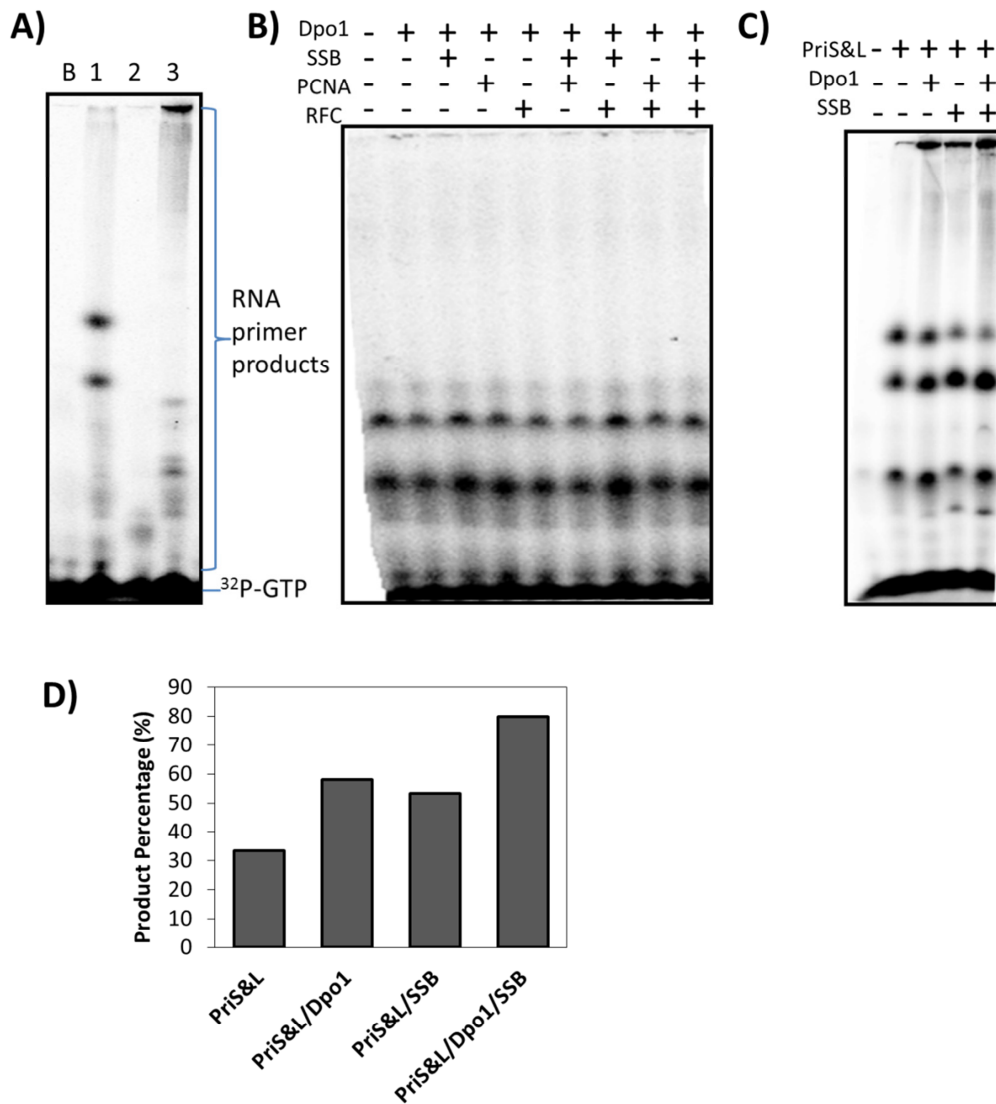 A)
B 1 2 3
RNA
primer
products
32P-GTP
B)
Dpo1 - + + + + + + + +
SSB - - + - - + + - +
PCNA - - - + - + - + +
RFC - - - - + - + + +
C)
PriS&L - + + + +
Dpo1 - - + - +
SSB - - - + +
D)
Product Percentage (%)
90
80
70
60
50
40
30
20
10
0
PriS&L
PriS&L/Dpo1
PriS&L/SSB
PriS&L/Dpo1/SSB